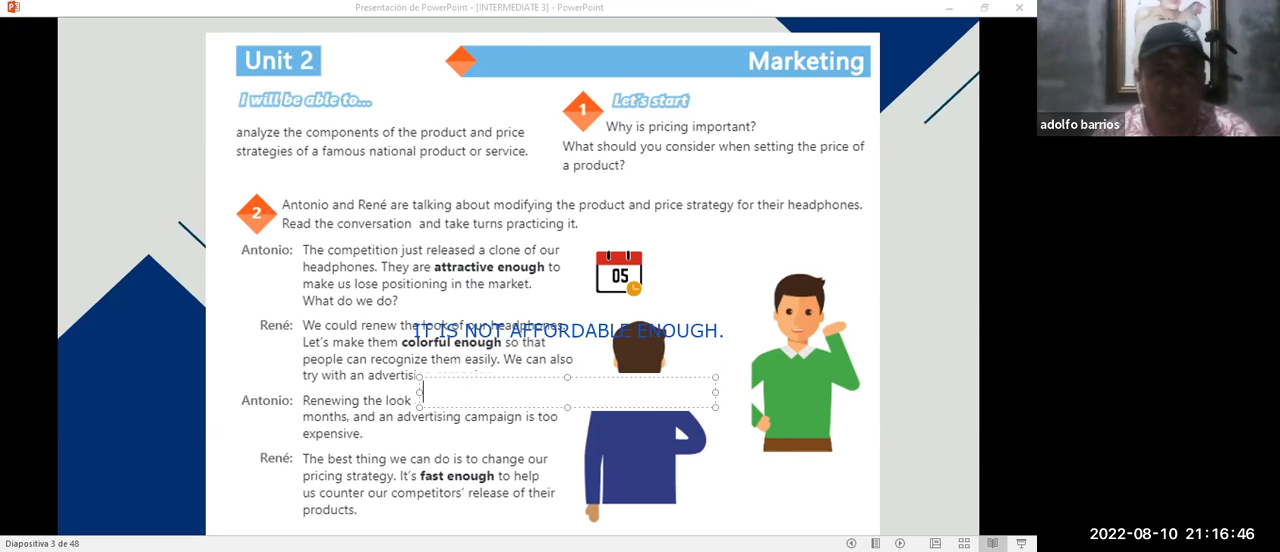 Presentación de PowerPoint - [INTERMEDIATE 3] - PowerPoint
Unit 2
Marketing
I will be able to...
analyze the components of the product and price
strategies of a famous national product or service.
1
Let's start
Why is pricing important?
What should you consider when setting the price of
a product?
2
Antonio and René are talking about modifying the product and price strategy for their headphones.
Read the conversation and take turns practicing it.
Antonio: The competition just released a clone of our
headphones. They are attractive enough to
make us lose positioning in the market.
What do we do?
05
René: We could renew the look of our headphones.
IT IS NOT AFFORDABLE ENOUGH.
Let's make them colorful enough so that
people can recognize them easily. We can also
try with an
Antonio: Renewing the look
months, and an advertising campaign is too
expensive.
René: The best thing we can do is to change our
pricing strategy. It's fast enough to help
us counter our competitors' release of their
products.
adolfo barrios
Diapositiva 3 de 48
2022-08-10 21:16:46